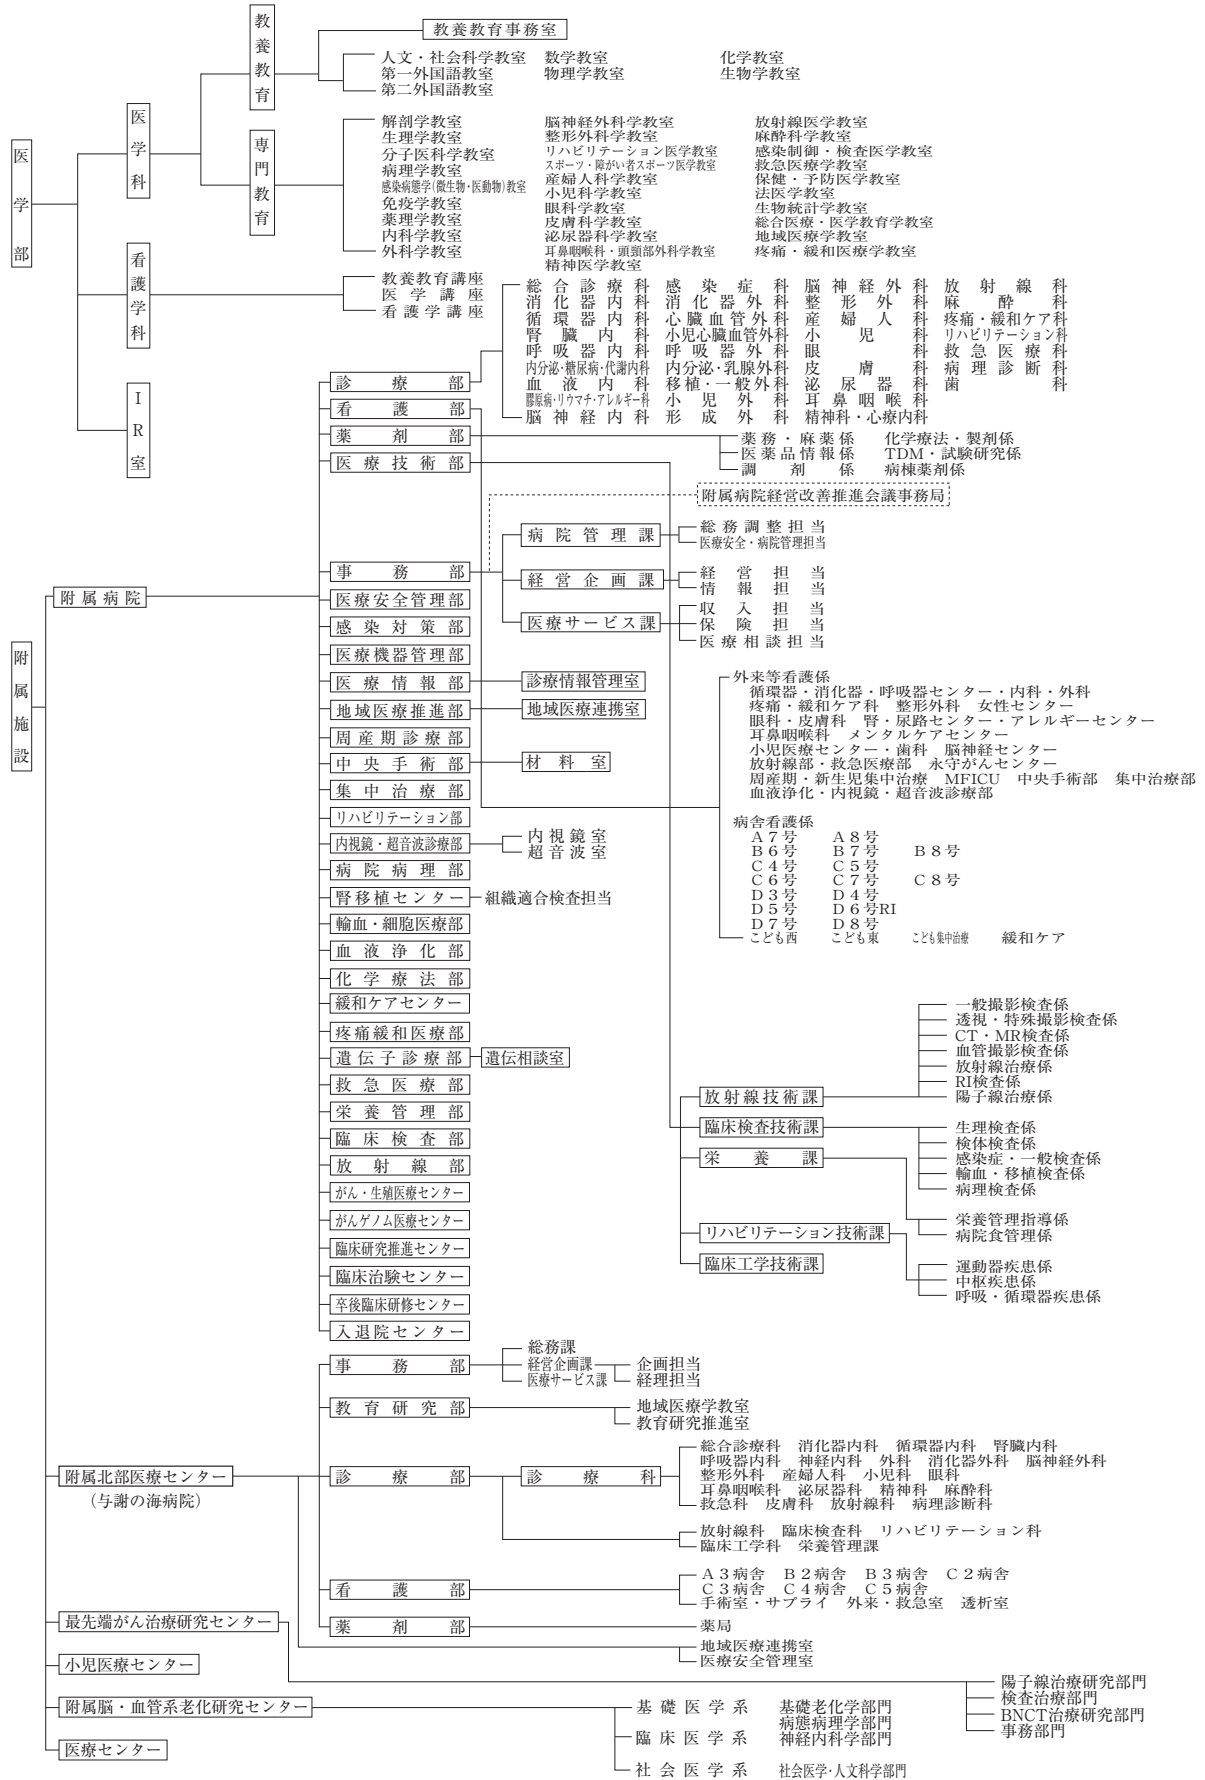 医学部
医学科
教養教育
教養教育事務室
人文・社会科学教室 数学教室 化学教室
第一外国語教室 物理学教室 生物学教室
第二外国語教室
専門教育
解剖学教室
生理学教室
分子医科学教室
病理学教室
感染病態学(微生物・医動物)教室
免疫学教室
薬理学教室
内科学教室
外科学教室
脳神経外科学教室
整形外科学教室
リハビリテーション医学教室
スポーツ・障がい者スポーツ医学教室
産婦人科学教室
小児科学教室
眼科学教室
皮膚科学教室
泌尿器科学教室
耳鼻咽喉科・頭頸部外科学教室
精神医学教室
放射線医学教室
麻酔科学教室
感染制御・検査医学教室
救急医療学教室
保健・予防医学教室
法医学教室
生物統計学教室
総合医療・医学教育学教室
地域医療学教室
疼痛・緩和医療学教室
看護学科
教養教育講座
医学講座
看護学講座
IR室
附属施設
附属病院
診療部
総合診療科 感染症科 脳神経外科 放射線科
消化器内科 消化器外科 整形外科 麻酔科
循環器内科 心臓血管外科 産婦人科 疼痛・緩和ケア科
腎臓内科 小児心臓血管外科 小児科 リハビリテーション科
呼吸器内科 呼吸器外科 眼科 救急医療科
内分泌・糖尿病・代謝内科 内分泌・乳腺外科 皮膚科 病理診断科
血液内科 移植・一般外科 泌尿器科 歯科
膠原病・リウマチ・アレルギー科 小児外科 耳鼻咽喉科
脳神経内科 形成外科 精神科・心療内科
看護部
薬剤部
薬務・麻薬係 化学療法・製剤係
医薬品情報係 TDM・試験研究係
調剤係 病棟薬剤係
医療技術部
附属病院経営改善推進会議事務局
事務部
病院管理課
総務調整担当
医療安全・病院管理担当
経営企画課
経営担当
情報担当
医療サービス課
収入担当
保険担当
医療相談担当
医療安全管理部
感染対策部
医療機器管理部
医療情報部
診療情報管理室
地域医療推進部
地域医療連携室
周産期診療部
中央手術部
材料室
集中治療部
リハビリテーション部
内視鏡・超音波診療部
内視鏡室
超音波室
病院病理部
腎移植センター
組織適合検査担当
輸血・細胞医療部
血液浄化部
化学療法部
緩和ケアセンター
疼痛緩和医療部
遺伝子診療部
遺伝相談室
救急医療部
栄養管理部
臨床検査部
放射線部
がん・生殖医療センター
がんゲノム医療センター
臨床研究推進センター
臨床治験センター
卒後臨床研修センター
入退院センター
外来等看護係
循環器・消化器・呼吸器センター・内科・外科
疼痛・緩和ケア科 整形外科 女性センター
眼科・皮膚科 腎・尿路センター・アレルギーセンター
耳鼻咽喉科 メンタルケアセンター
小児医療センター・歯科 脳神経センター
放射線部・救急医療部 永守がんセンター
周産期・新生児集中治療 MFICU 中央手術部 集中治療部
血液浄化・内視鏡・超音波診療部
病舎看護係
A7号 A8号
B6号 B7号 B8号
C4号 C5号
C6号 C7号 C8号
D3号 D4号
D5号 D6号RI
D7号 D8号
こども西 こども東 こども集中治療 緩和ケア
放射線技術課
一般撮影検査係
透視・特殊撮影検査係
CT・MR検査係
血管撮影検査係
放射線治療係
RI検査係
陽子線治療係
臨床検査技術課
生理検査係
検体検査係
感染症・一般検査係
輸血・移植検査係
病理検査係
栄養課
栄養管理指導係
病院食管理係
リハビリテーション技術課
運動器疾患係
中枢疾患係
呼吸・循環器疾患係
臨床工学技術課
附属北部医療センター
(与謝の海病院)
事務部
総務課
経営企画課
医療サービス課
企画担当
経理担当
教育研究部
地域医療学教室
教育研究推進室
診療部
診療科
総合診療科 消化器内科 循環器内科 腎臓内科
呼吸器内科 神経内科 外科 消化器外科 脳神経外科
整形外科 産婦人科 小児科 眼科
耳鼻咽喉科 泌尿器科 精神科 麻酔科
救急科 皮膚科 放射線科 病理診断科
放射線科 臨床検査科 リハビリテーション科
臨床工学科 栄養管理課
看護部
A3病舎 B2病舎 B3病舎 C2病舎
C3病舎 C4病舎 C5病舎
手術室・サプライ 外来・救急室 透析室
薬剤部
薬局
地域医療連携室
医療安全管理室
最先端がん治療研究センター
陽子線治療研究部門
検査治療部門
BNCT治療研究部門
事務部門
小児医療センター
附属脳・血管系老化研究センター
基礎医学系 基礎老化学部門
病態病理学部門
臨床医学系 神経内科学部門
社会医学系 社会医学・人文科学部門
医療センター